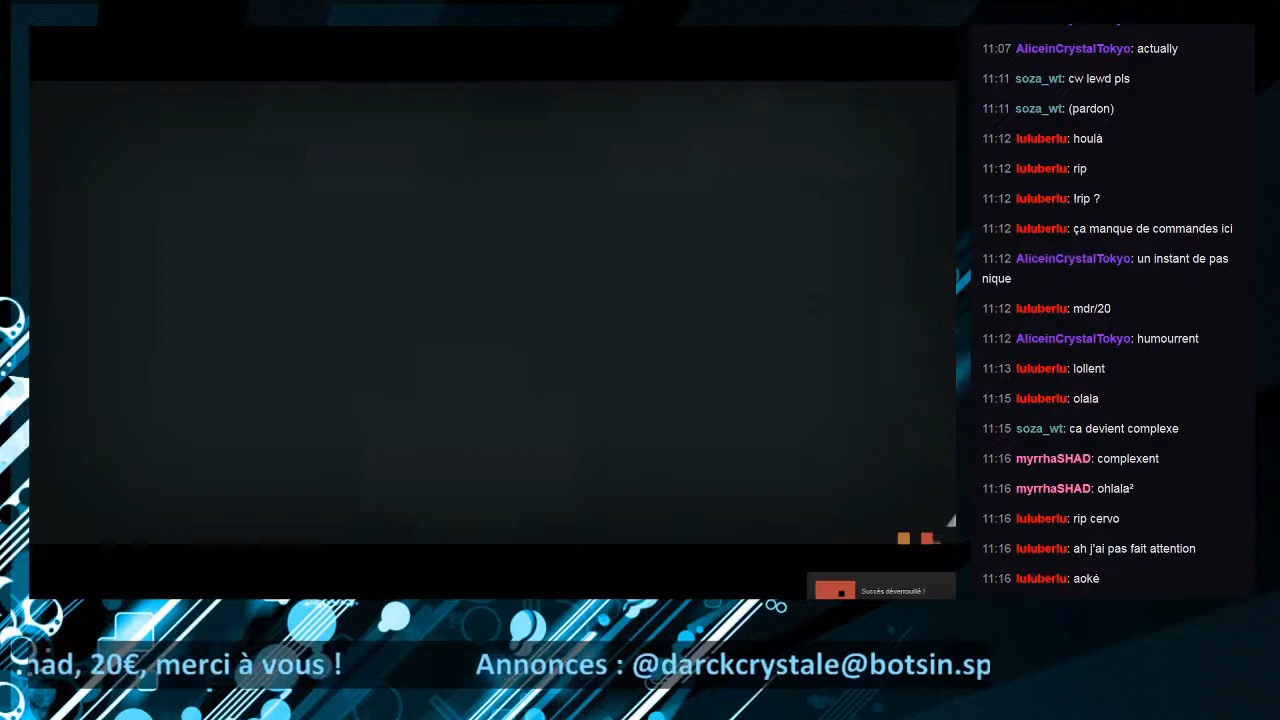 11:07 AliceinCrystalTokyo: actually
11:11 soza_wt: cw lewd pls
11:11 soza_wt: (pardon)
11:12 luluberlu: houlà
11:12 luluberlu: rip
11:12 luluberlu: !rip ?
11:12 luluberlu: ça manque de commandes ici
11:12 AliceinCrystalTokyo: un instant de pas
nique
11:12 luluberlu: mdr/20
11:12 AliceinCrystalTokyo: humourrent
11:13 luluberlu: lollent
11:15 luluberlu: olala
11:15 soza_wt: ca devient complexe
11:16 myrrhaSHAD: complexent
11:16 myrrhaSHAD: ohlala²
11:16 luluberlu: rip cervo
11:16 luluberlu: ah j'ai pas fait attention
11:16 luluberlu: aoké
Succès déverrouillé !
had, 20€, merci à vous ! Annonces : @darckcrystale@botsin.sp